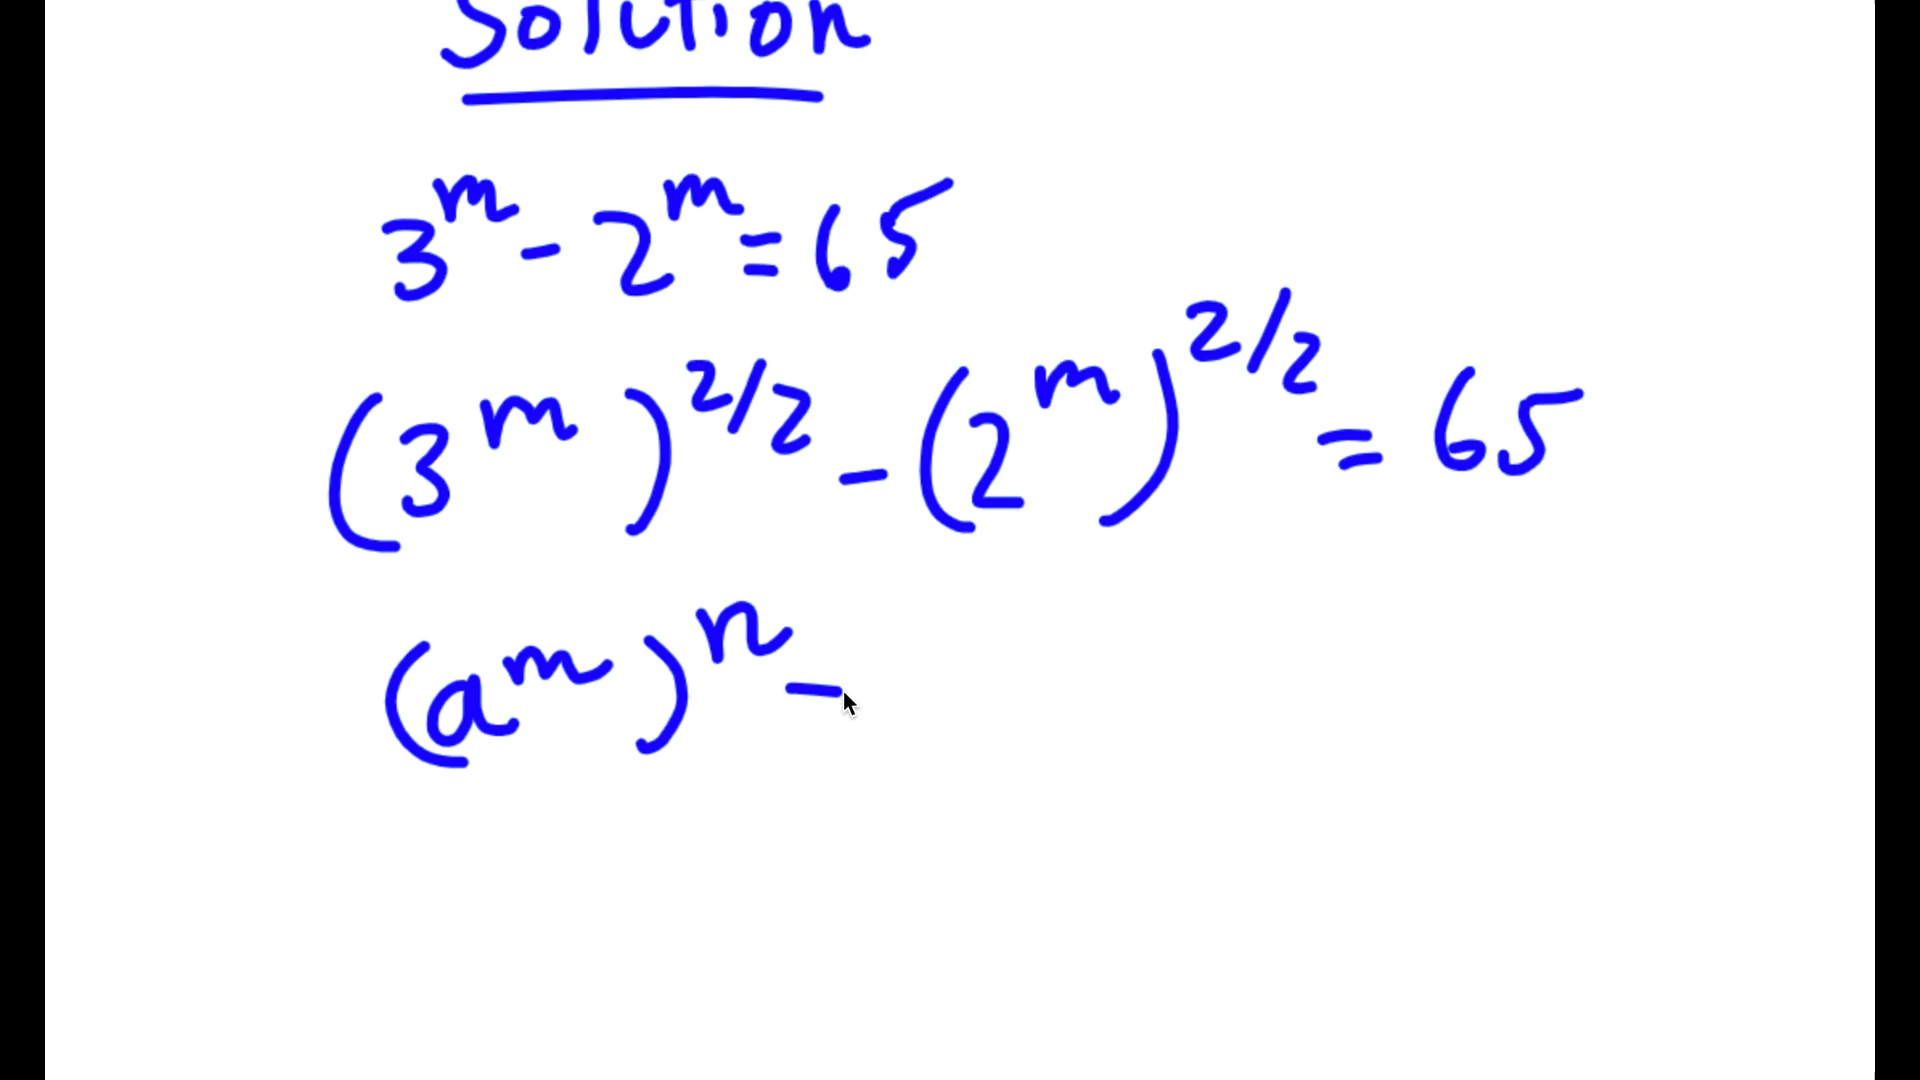 Solution
3^m - 2^m = 65
(3^m)^2/2 - (2^m)^2/2 = 65
(a^m)^n -